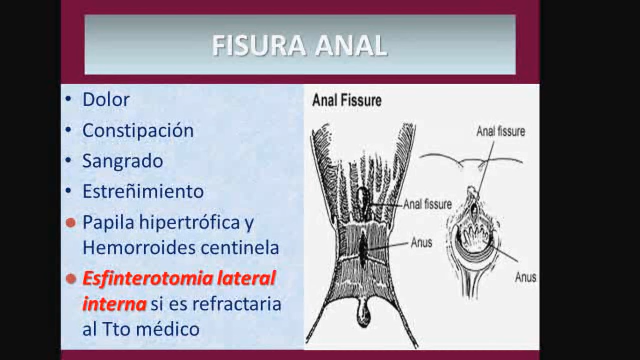 FISURA ANAL
• Dolor
• Constipación
• Sangrado
• Estreñimiento
• Papila hipertrófica y
Hemorroides centinela
• Esfinterotomia lateral
interna si es refractaria
al Tto médico
Anal Fissure
Anal fissure
Anus
Anal fissure
Anus